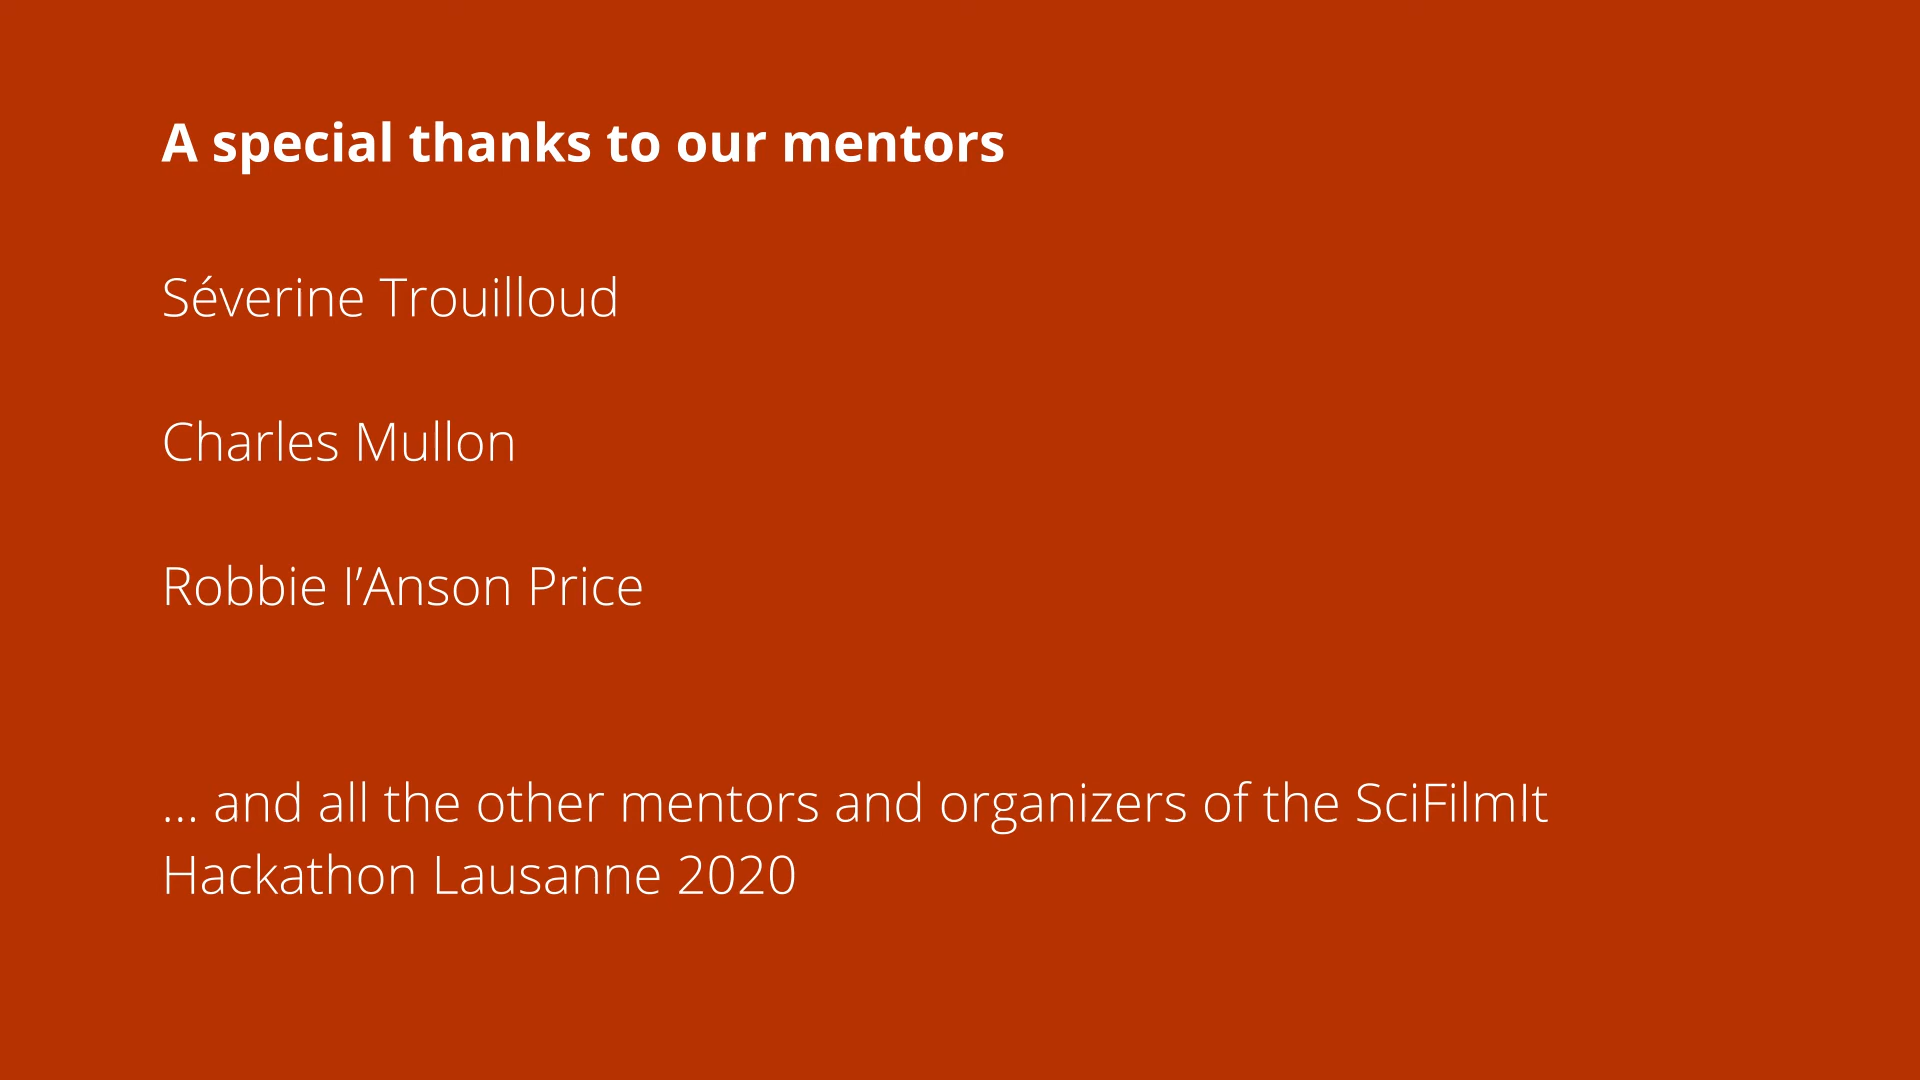 A special thanks to our mentors
Séverine Trouilloud
Charles Mullon
Robbie I’Anson Price
... and all the other mentors and organizers of the SciFilmIt
Hackathon Lausanne 2020